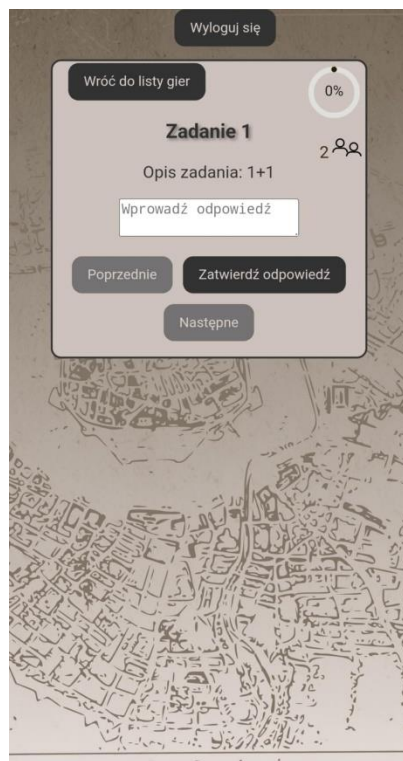 Wyloguj się
Wróć do listy gier
0%
Zadanie 1
2
Opis zadania: 1+1
Wprowadź odpowiedź
Poprzednie
Zatwierdź odpowiedź
Następne